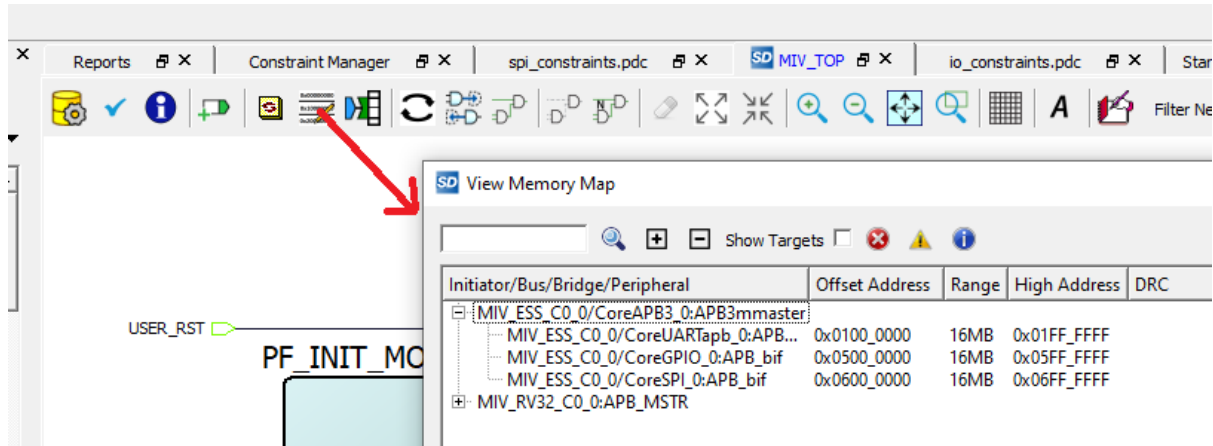 Reports Constraint Manager spi_constraints.pdc SD MIV_TOP io_constraints.pdc Star
A Filter Ne
SD View Memory Map
Show Targets
Initiator/Bus/Bridge/Peripheral Offset Address Range High Address DRC
MIV_ESS_C0_0/CoreAPB3_0:APB3mmaster
USER_RST MIV_ESS_C0_0/CoreUARTapb_0:APB... 0x0100_0000 16MB 0x01FF_FFFF
PF_INIT_MO MIV_ESS_C0_0/CoreGPIO_0:APB_bif 0x0500_0000 16MB 0x05FF_FFFF
MIV_ESS_C0_0/CoreSPI_0:APB_bif 0x0600_0000 16MB 0x06FF_FFFF
MIV_RV32_C0_0:APB_MSTR